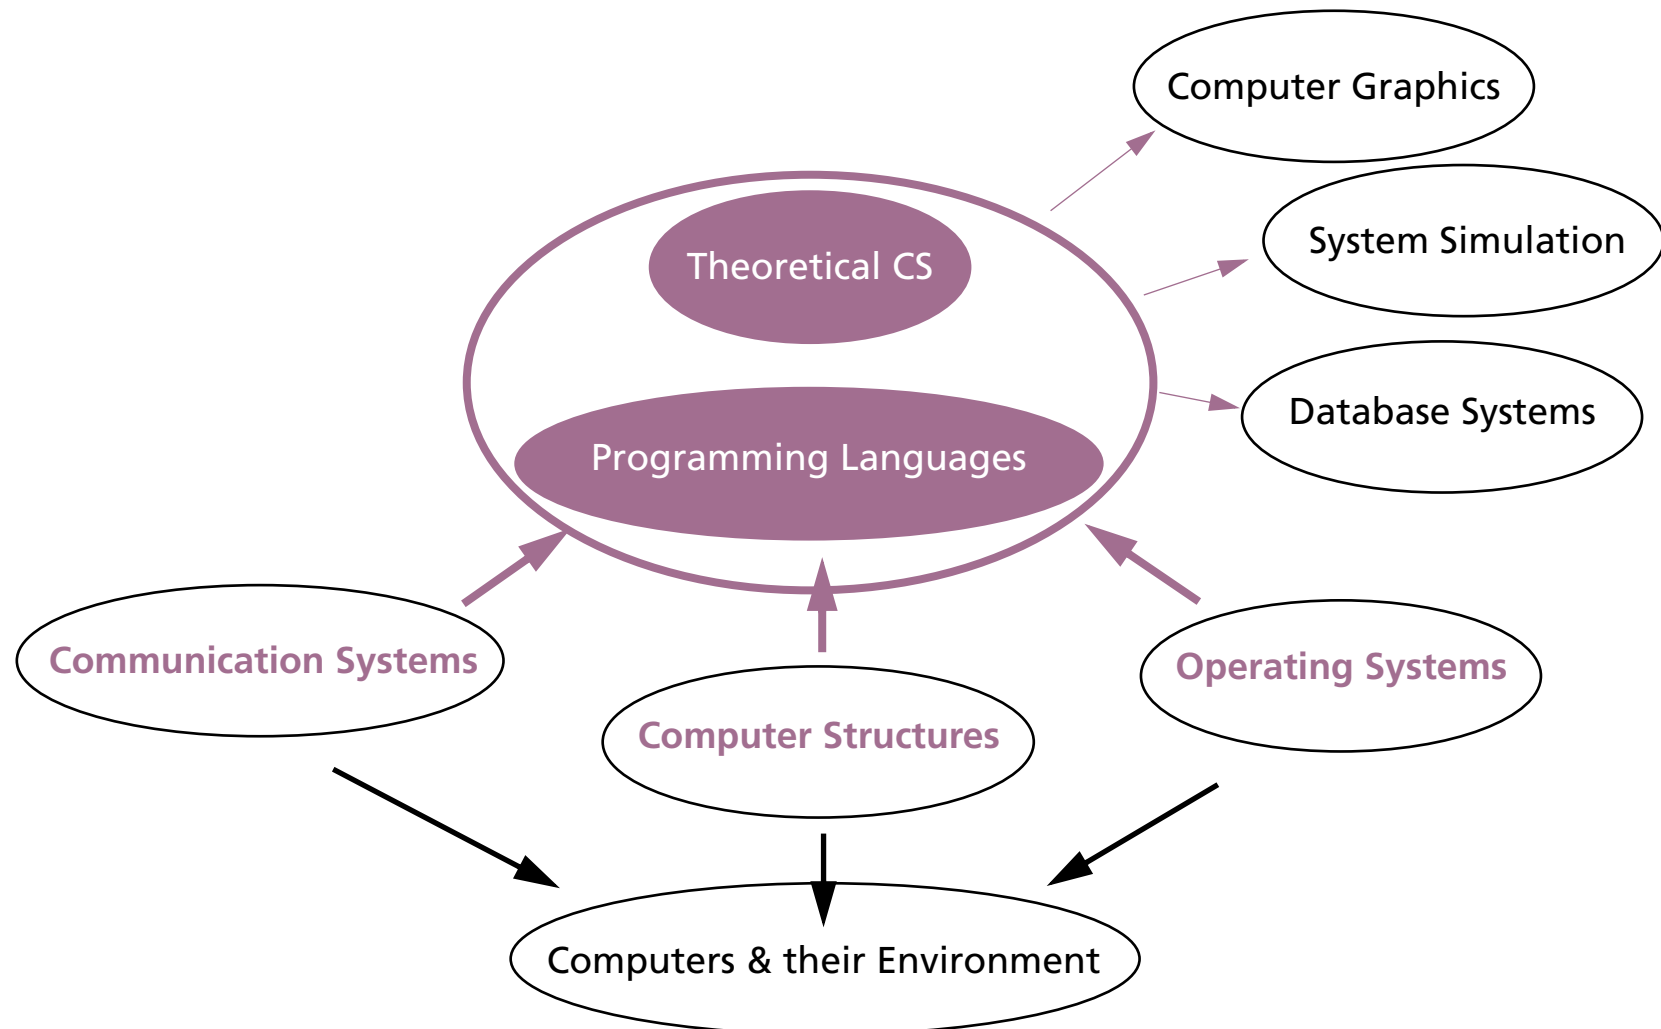 Computer Graphics
System Simulation
Theoretical CS
Database Systems
Programming Languages
Communication Systems
Operating Systems
Computer Structures
Computers & their Environment